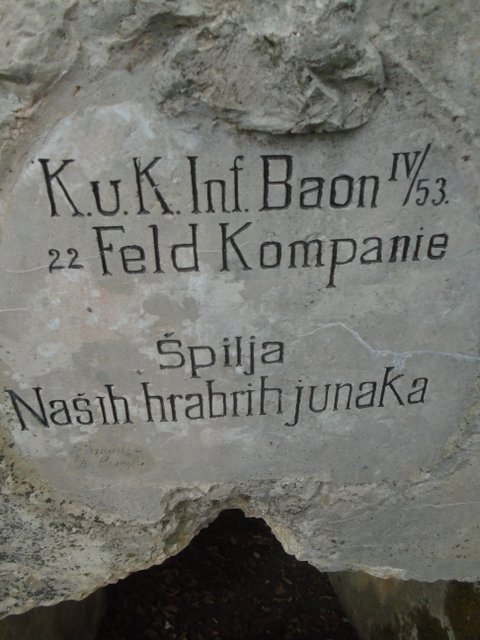 K.u.K. Inf. Baon IV/53.
22 Feld Kompanie
Špilja
Naših hrabrih junaka